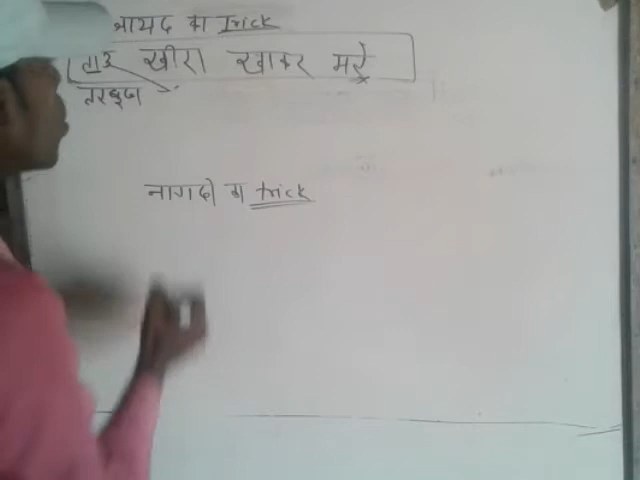 जायद का Trick
ताऊ खीरा खाकर मरे
तरबूज
नागदो का trick